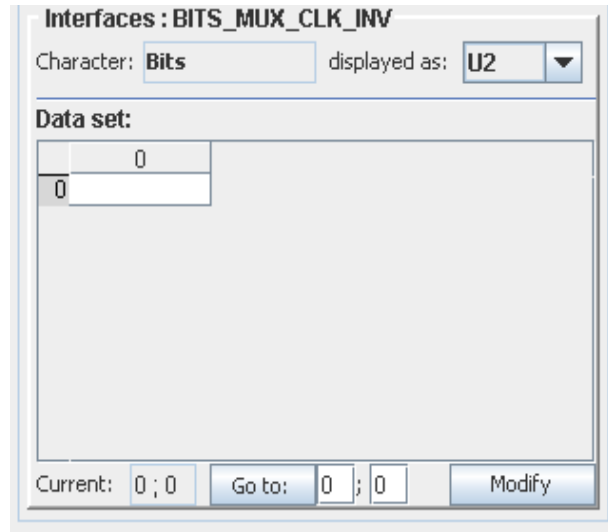 Interfaces : BITS_MUX_CLK_INV
Character: Bits displayed as: U2
Data set:
0
0
Current: 0 ; 0 Go to: 0 ; 0 Modify